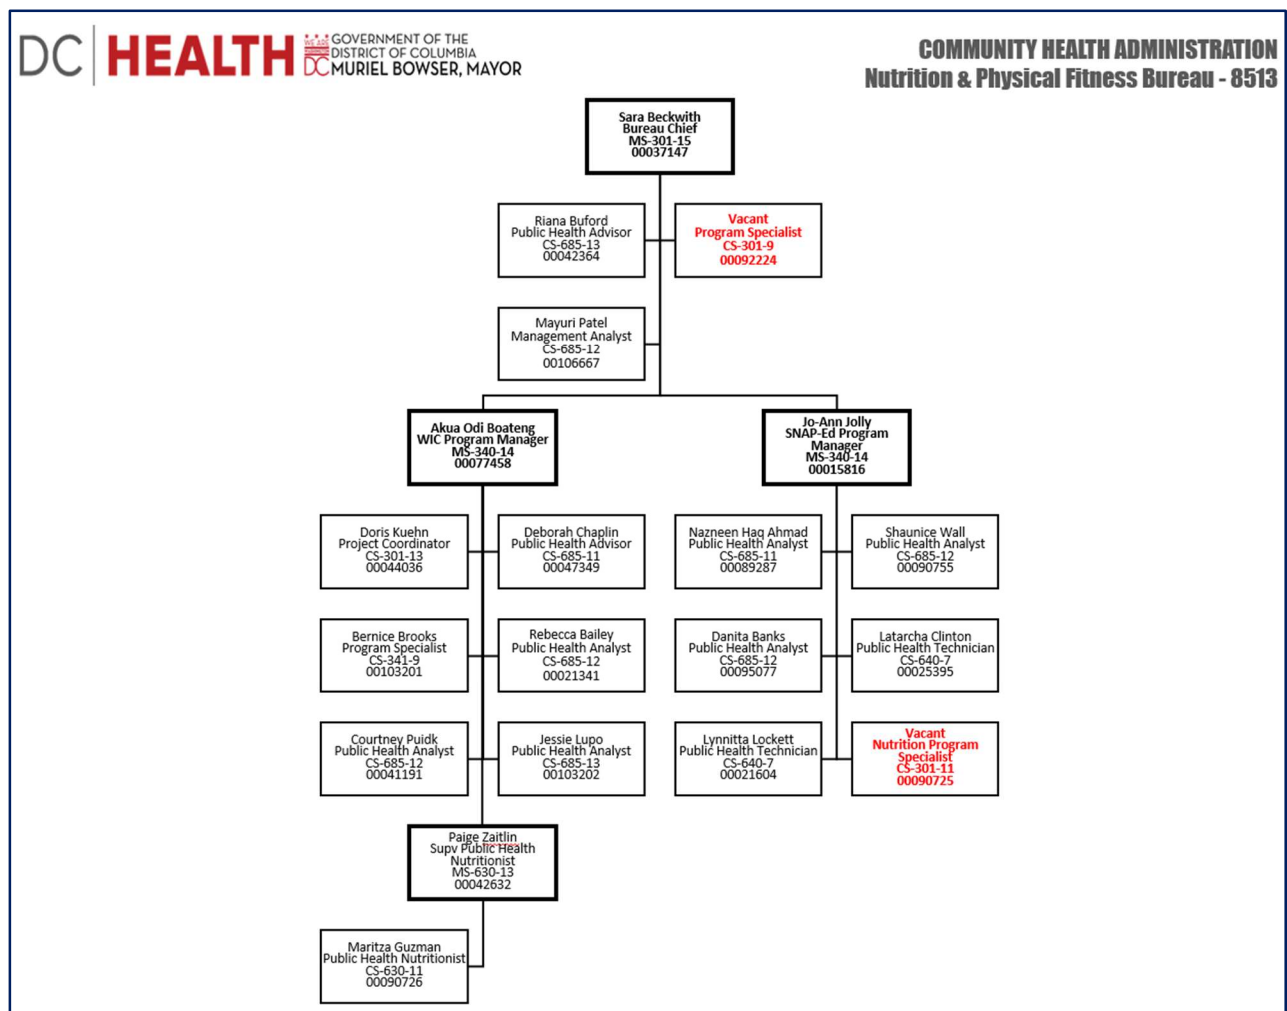 DC HEALTH
WE ARE
WASHINGTON
DC
GOVERNMENT OF THE
DISTRICT OF COLUMBIA
MURIEL BOWSER, MAYOR
COMMUNITY HEALTH ADMINISTRATION
Nutrition & Physical Fitness Bureau - 8513
Sara Beckwith
Bureau Chief
MS-301-15
00037147
Riana Buford
Public Health Advisor
CS-685-13
00042364
Vacant
Program Specialist
CS-301-9
00092224
Mayuri Patel
Management Analyst
CS-685-12
00106667
Akua Odi Boateng
WIC Program Manager
MS-340-14
00077458
Jo-Ann Jolly
SNAP-Ed Program
Manager
MS-340-14
00015816
Doris Kuehn
Project Coordinator
CS-301-13
00044036
Deborah Chaplin
Public Health Advisor
CS-685-11
00047349
Nazneen Haq Ahmad
Public Health Analyst
CS-685-11
00089287
Shaunice Wall
Public Health Analyst
CS-685-12
00090755
Bernice Brooks
Program Specialist
CS-341-9
00103201
Rebecca Bailey
Public Health Analyst
CS-685-12
00021341
Danita Banks
Public Health Analyst
CS-685-12
00095077
Latarcha Clinton
Public Health Technician
CS-640-7
00025395
Courtney Puidk
Public Health Analyst
CS-685-12
00041191
Jessie Lupo
Public Health Analyst
CS-685-13
00103202
Lynnitta Lockett
Public Health Technician
CS-640-7
00021604
Vacant
Nutrition Program
Specialist
CS-301-11
00090725
Paige Zaitlin
Supv Public Health
Nutritionist
MS-630-13
00042632
Maritza Guzman
Public Health Nutritionist
CS-630-11
00090726